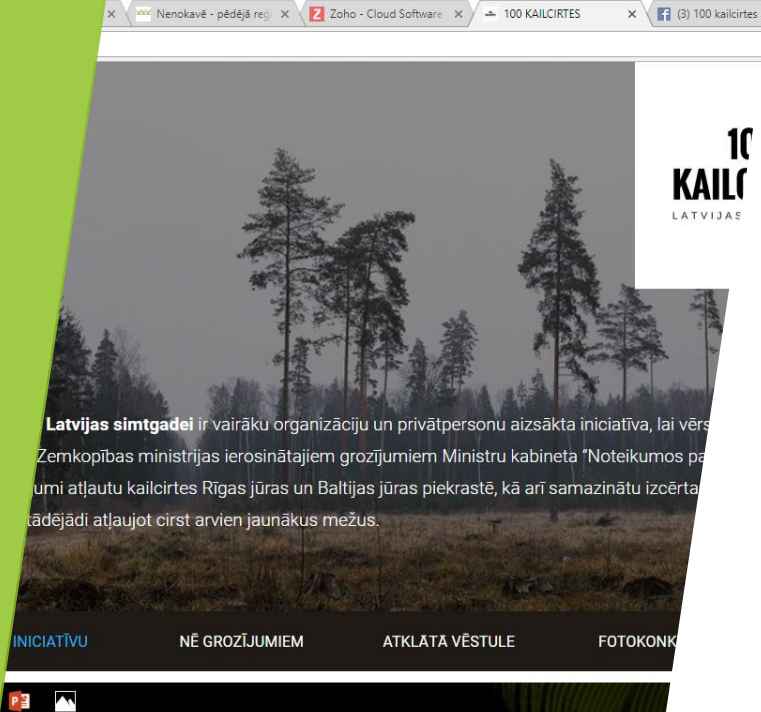 Nenokavē - pēdējā reģi
Zoho - Cloud Software
100 KAILCIRTES
(3) 100 kailcirtes
10
KAILC
LATVIJAS
Latvijas simtgadei ir vairāku organizāciju un privātpersonu aizsākta iniciatīva, lai vērs
Zemkopības ministrijas ierosinātajiem grozījumiem Ministru kabineta “Noteikumos pa
umi atļautu kailcirtes Rīgas jūras un Baltijas jūras piekrastē, kā arī samazinātu izcērta
tādējādi atļaujot cirst arvien jaunākus mežus.
INICIATĪVU NĒ GROZĪJUMIEM ATKLĀTĀ VĒSTULE FOTOKONK